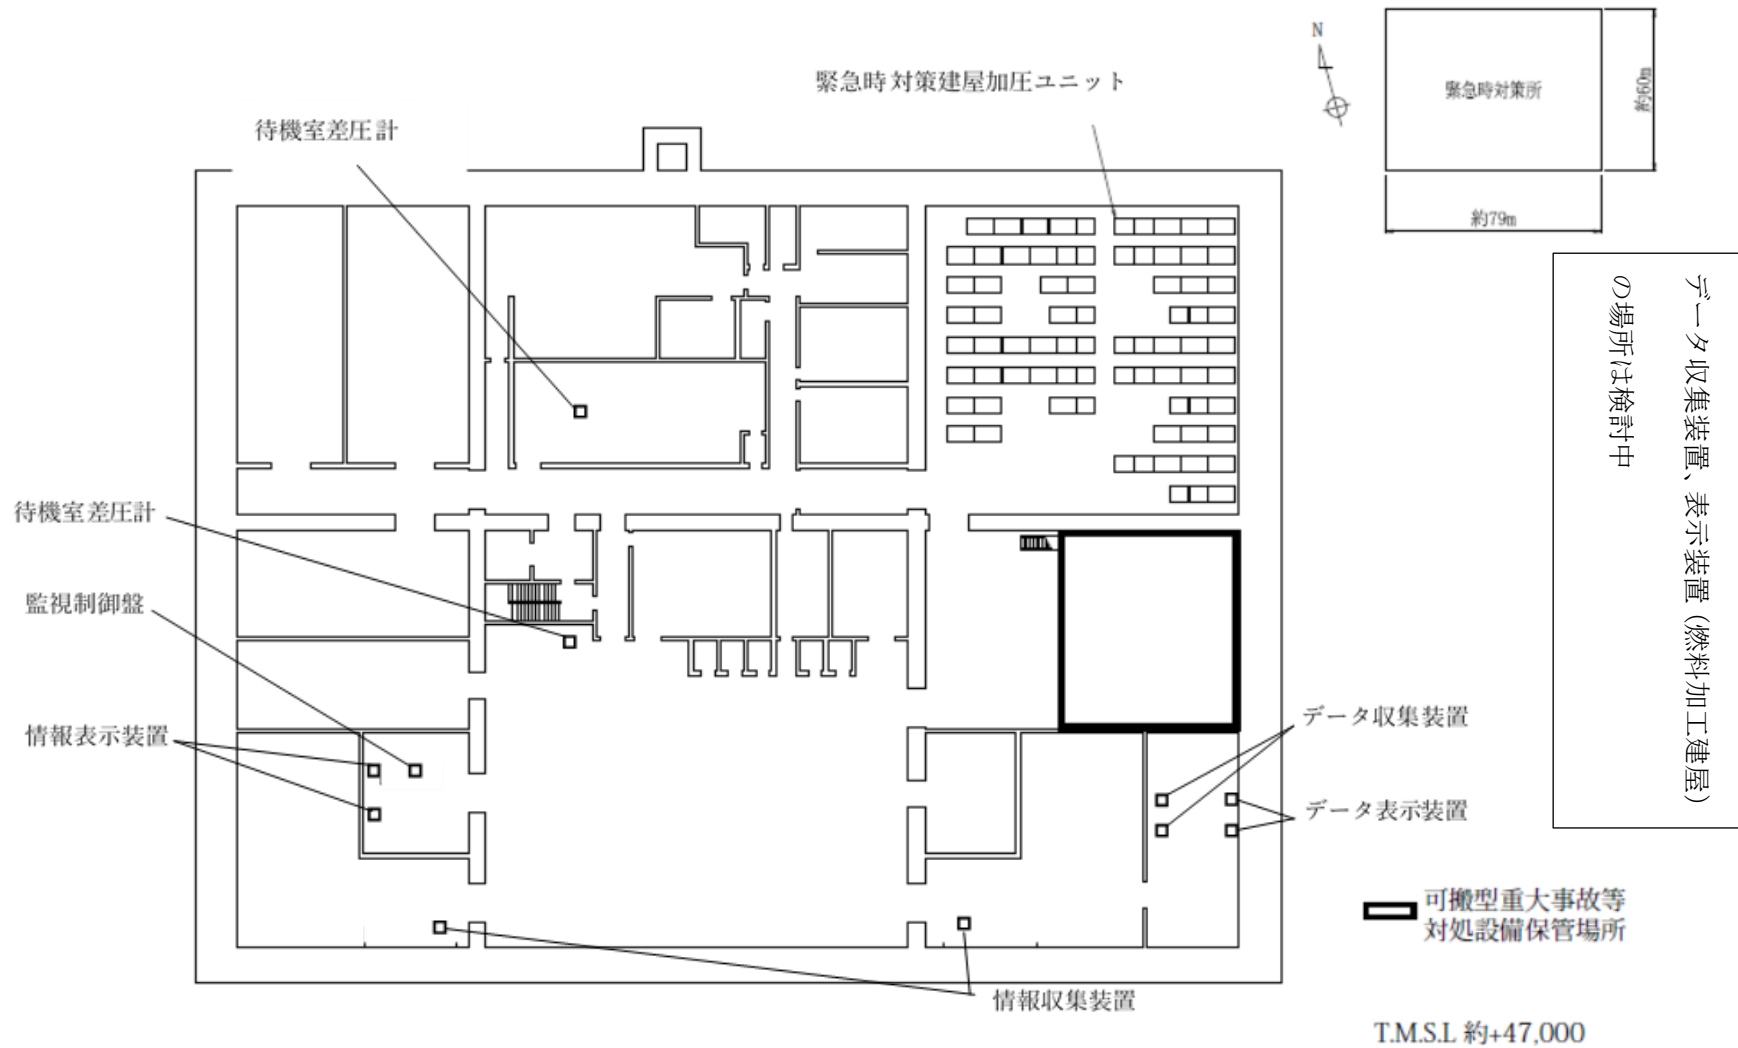 N
緊急時対策所
約60m
約79m
緊急時対策建屋加圧ユニット
待機室差圧計
データ収集装置、表示装置（燃料加工建屋）
の場所は検討中
待機室差圧計
監視制御盤
情報表示装置
データ収集装置
データ表示装置
可搬型重大事故等
対処設備保管場所
情報収集装置
T.M.S.L 約+47,000